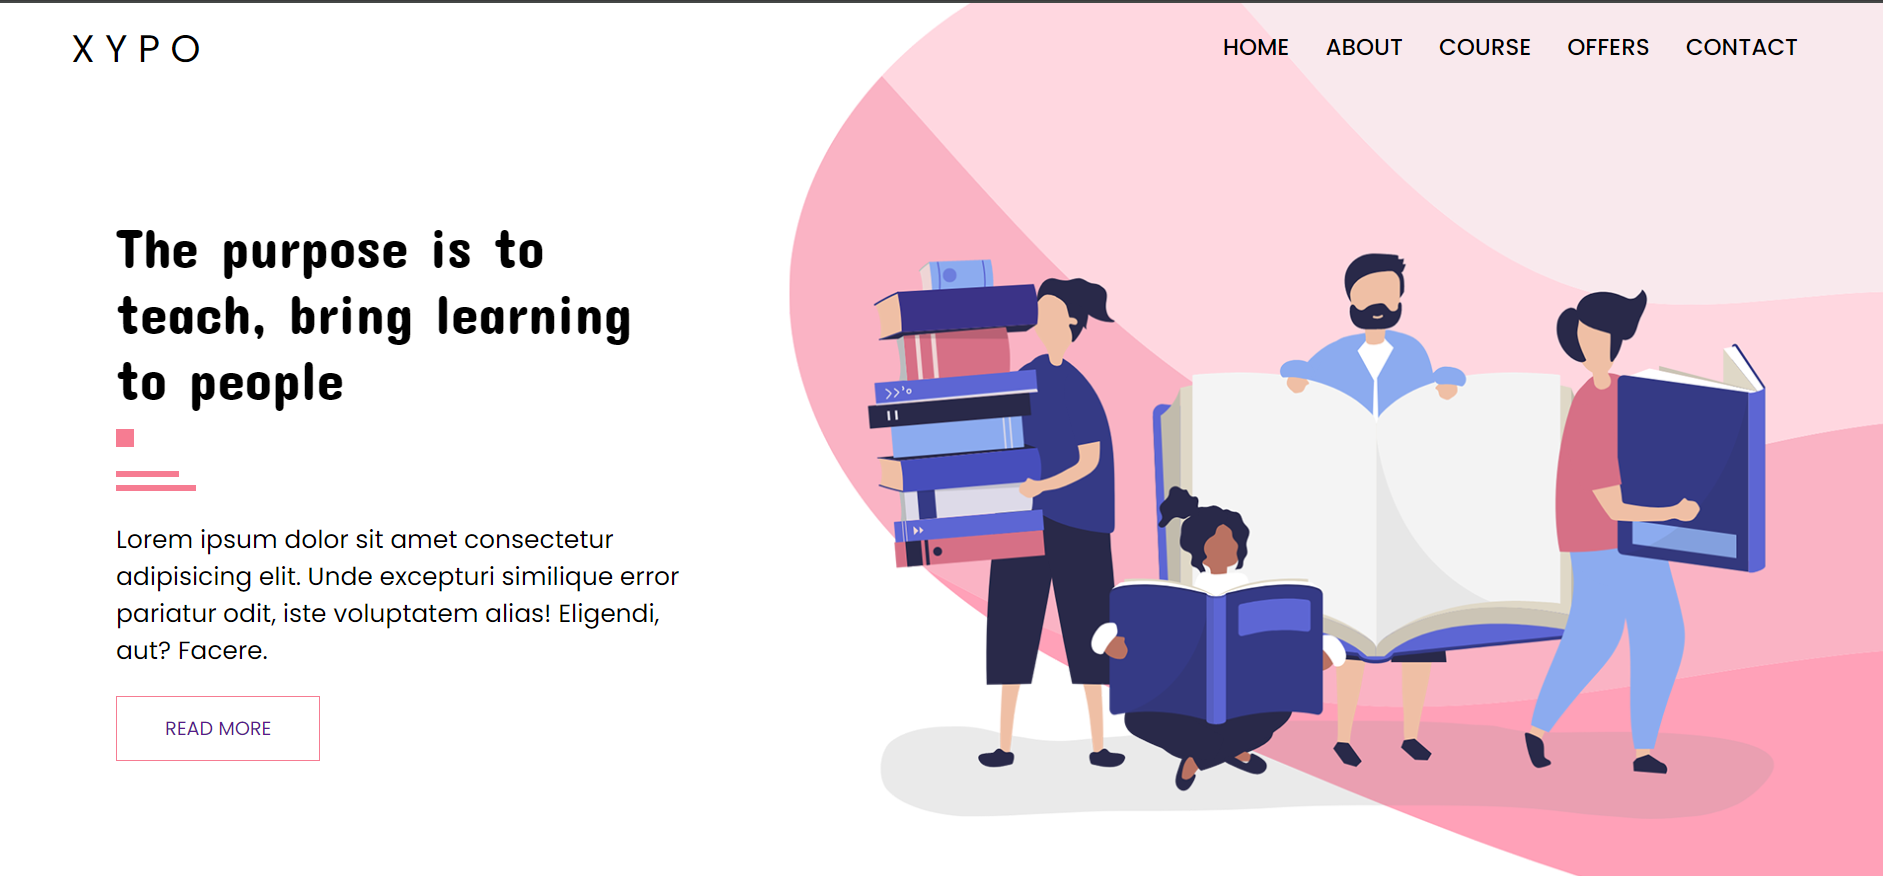 XYPO
HOME ABOUT COURSE OFFERS CONTACT
The purpose is to
teach, bring learning
to people
Lorem ipsum dolor sit amet consectetur
adipisicing elit. Unde excepturi similique error
pariatur odit, iste voluptatem alias! Eligendi,
aut? Facere.
READ MORE